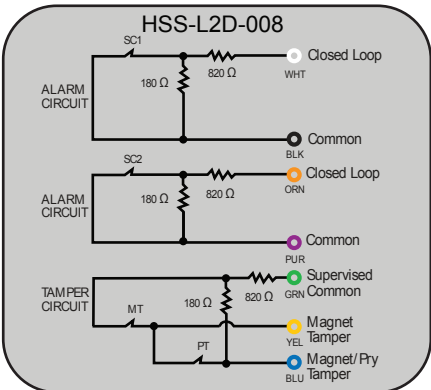 HSS-L2D-008
SC1
820 Ω
Closed Loop
WHT
180 Ω
ALARM
CIRCUIT
Common
BLK
SC2
Closed Loop
180 Ω
820 Ω
ORN
ALARM
CIRCUIT
Common
PUR
Supervised
Common
TAMPER
CIRCUIT
180 Ω
820 Ω
GRN
MT
Magnet
Tamper
YEL
PT
Magnet/Pry
Tamper
BLU